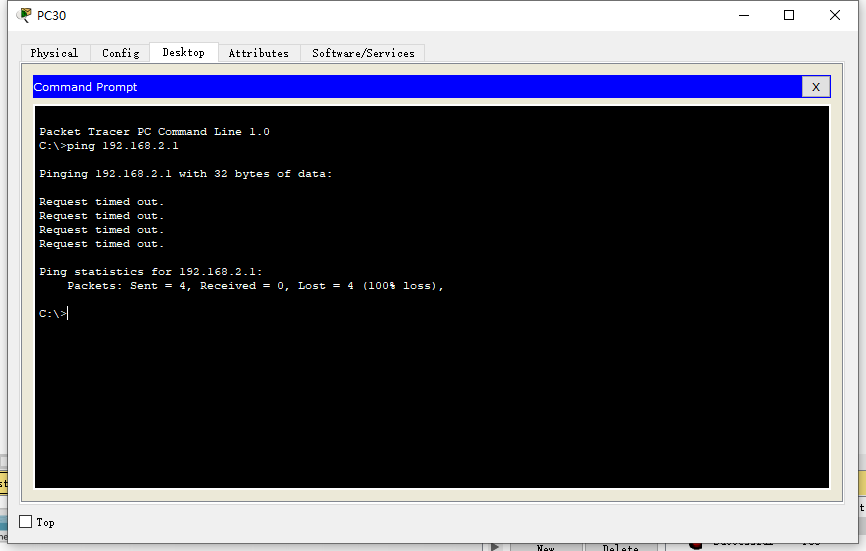 PC30
Physical Config Desktop Attributes Software/Services
Command Prompt X
Packet Tracer PC Command Line 1.0
C:\>ping 192.168.2.1
Pinging 192.168.2.1 with 32 bytes of data:
Request timed out.
Request timed out.
Request timed out.
Request timed out.
Ping statistics for 192.168.2.1:
Packets: Sent = 4, Received = 0, Lost = 4 (100% loss),
C:\>
Top
New Delete